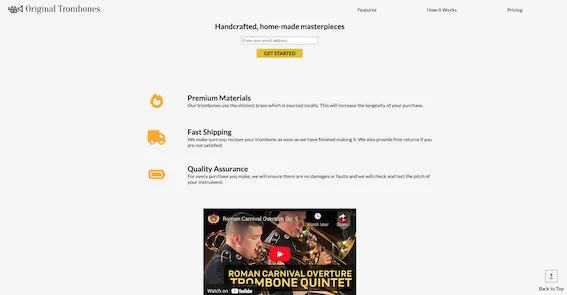 Original Trombones
Features
How it Works
Pricing
Handcrafted, home-made masterpieces
Enter your email address
GET STARTED
Premium Materials
Our trombones use the shiniest brass which is sourced locally. This will increase the longevity of your purchase.
Fast Shipping
We make sure you recieve your trombone as soon as we have finished making it. We also provide free returns if you
are not satisfied.
Quality Assurance
For every purchase you make, we will ensure there are no damages or faults and we will check and test the pitch of
your instrument.
Roman Carnival Overture Op. 9
Watch later
Share
ROMAN CARNIVAL OVERTURE
TROMBONE QUINTET
Watch on YouTube
Back to Top